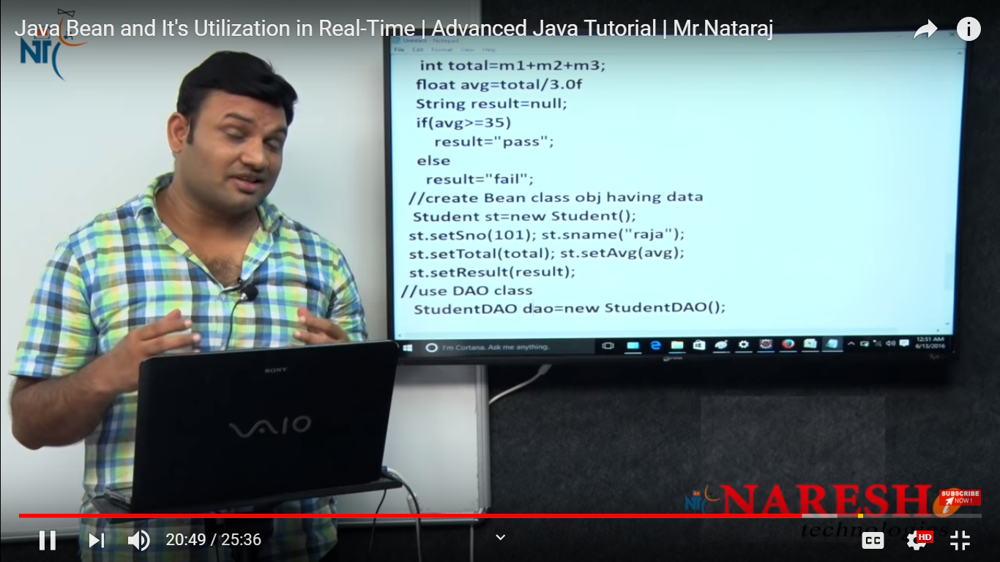 Java Bean and It's Utilization in Real-Time | Advanced Java Tutorial | Mr.Nataraj
NT
Untitled - Notepad
File Edit Format View Help
int total=m1+m2+m3;
float avg=total/3.0f
String result=null;
if(avg>=35)
result="pass";
else
result="fail";
//create Bean class obj having data
Student st=new Student();
st.setSno(101); st.sname("raja");
st.setTotal(total); st.setAvg(avg);
st.setResult(result);
//use DAO class
StudentDAO dao=new StudentDAO();
I'm Cortana. Ask me anything.
12:51 AM
6/13/2016
SONY
VAIO
NT NARESH i
technologies
SUBSCRIBE
NOW !
20:49 / 25:36
CC
HD